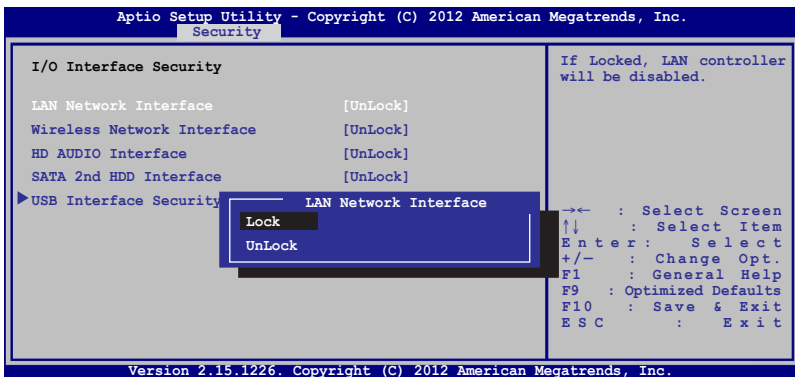 Aptio Setup Utility - Copyright (C) 2012 American Megatrends, Inc.
Security
I/O Interface Security
LAN Network Interface [UnLock]
Wireless Network Interface [UnLock]
HD AUDIO Interface [UnLock]
SATA 2nd HDD Interface [UnLock]
USB Interface Security
LAN Network Interface
Lock
UnLock
If Locked, LAN controller
will be disabled.
→← : Select Screen
↑↓ : Select Item
Enter: Select
+/— : Change Opt.
F1 : General Help
F9 : Optimized Defaults
F10 : Save & Exit
ESC : Exit
Version 2.15.1226. Copyright (C) 2012 American Megatrends, Inc.